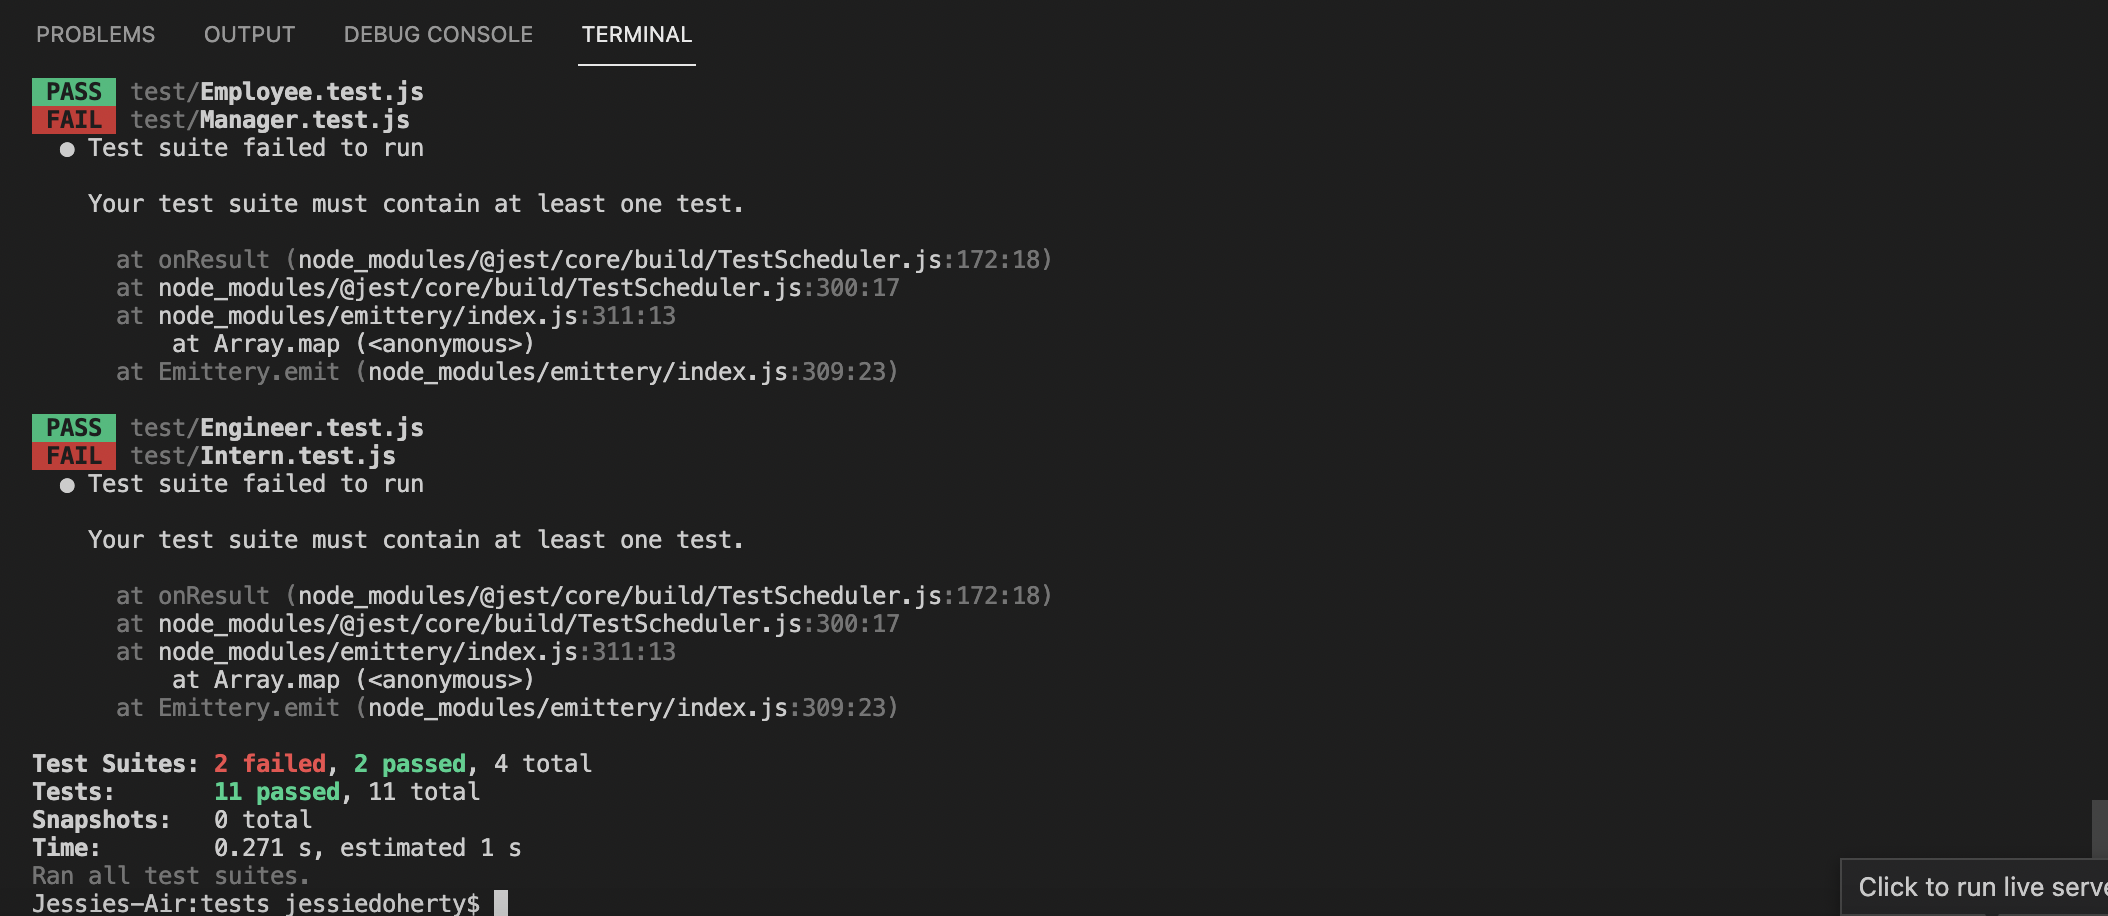 PROBLEMS OUTPUT DEBUG CONSOLE TERMINAL
PASS test/Employee.test.js
FAIL test/Manager.test.js
● Test suite failed to run
Your test suite must contain at least one test.
at onResult (node_modules/@jest/core/build/TestScheduler.js:172:18)
at node_modules/@jest/core/build/TestScheduler.js:300:17
at node_modules/emittery/index.js:311:13
at Array.map (<anonymous>)
at Emittery.emit (node_modules/emittery/index.js:309:23)
PASS test/Engineer.test.js
FAIL test/Intern.test.js
● Test suite failed to run
Your test suite must contain at least one test.
at onResult (node_modules/@jest/core/build/TestScheduler.js:172:18)
at node_modules/@jest/core/build/TestScheduler.js:300:17
at node_modules/emittery/index.js:311:13
at Array.map (<anonymous>)
at Emittery.emit (node_modules/emittery/index.js:309:23)
Test Suites: 2 failed, 2 passed, 4 total
Tests: 11 passed, 11 total
Snapshots: 0 total
Time: 0.271 s, estimated 1 s
Ran all test suites.
Jessies-Air:tests jessiedoherty$
Click to run live serve